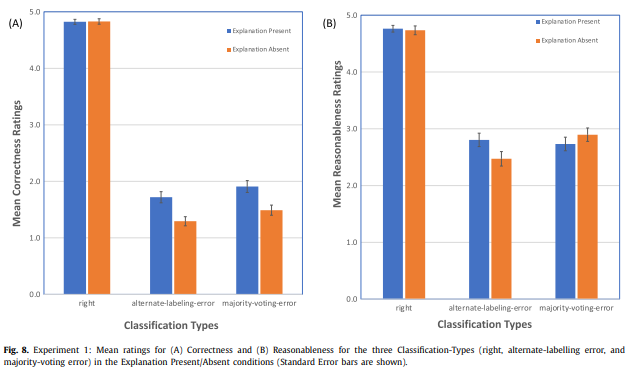 (A)
5.0
4.0
3.0
2.0
1.0
0.0
Mean Correctness Ratings
Explanation Present
Explanation Absent
right alternate-labeling-error majority-voting-error
Classification Types
(B)
5.0
4.0
3.0
2.0
1.0
0.0
Mean Reasonableness Ratings
Explanation Present
Explanation Absent
right alternate-labelling-error majority-voting-error
Classification Types
Fig. 8. Experiment 1: Mean ratings for (A) Correctness and (B) Reasonableness for the three Classification-Types (right, alternate-labelling error, and
majority-voting error) in the Explanation Present/Absent conditions (Standard Error bars are shown).